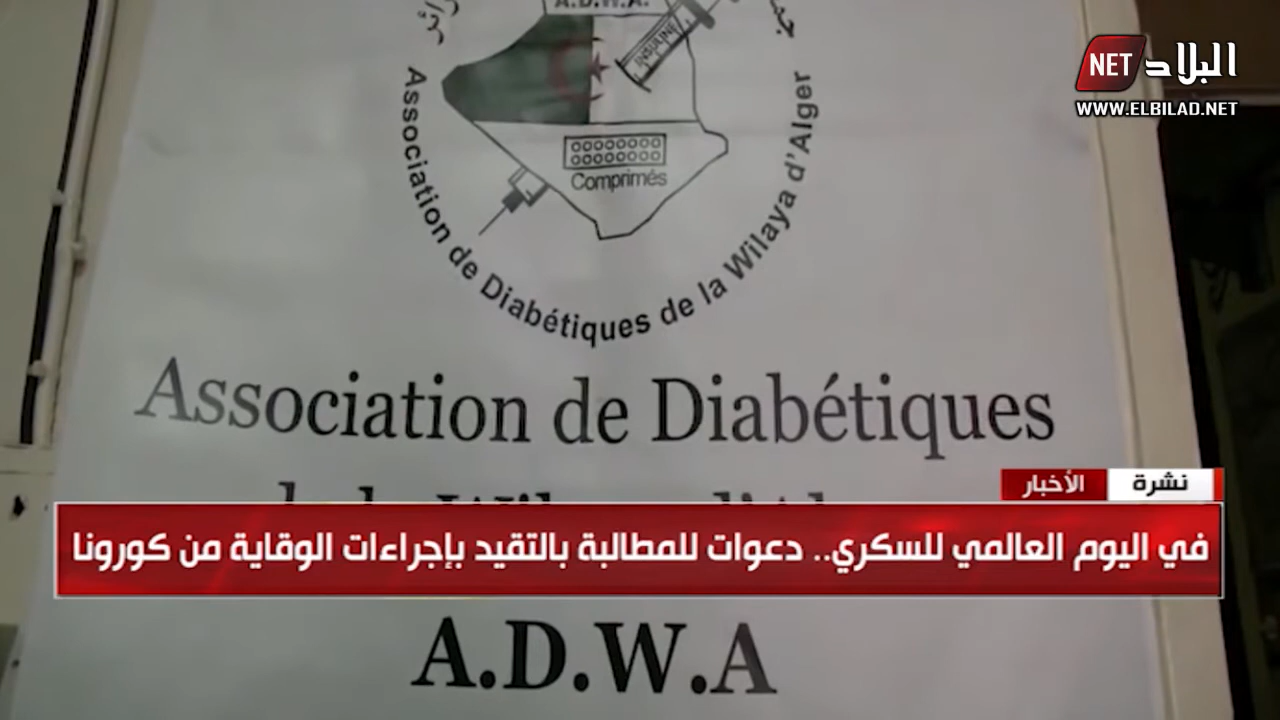 A.D.W.A.
البلاد NET
WWW.ELBILAD.NET
Insuline
Comprimés
Association de Diabétiques de la Wilaya d'Alger
Association de Diabétiques
نشرة الأخبار
في اليوم العالمي للسكري.. دعوات للمطالبة بالتقيد بإجراءات الوقاية من كورونا
A.D.W.A